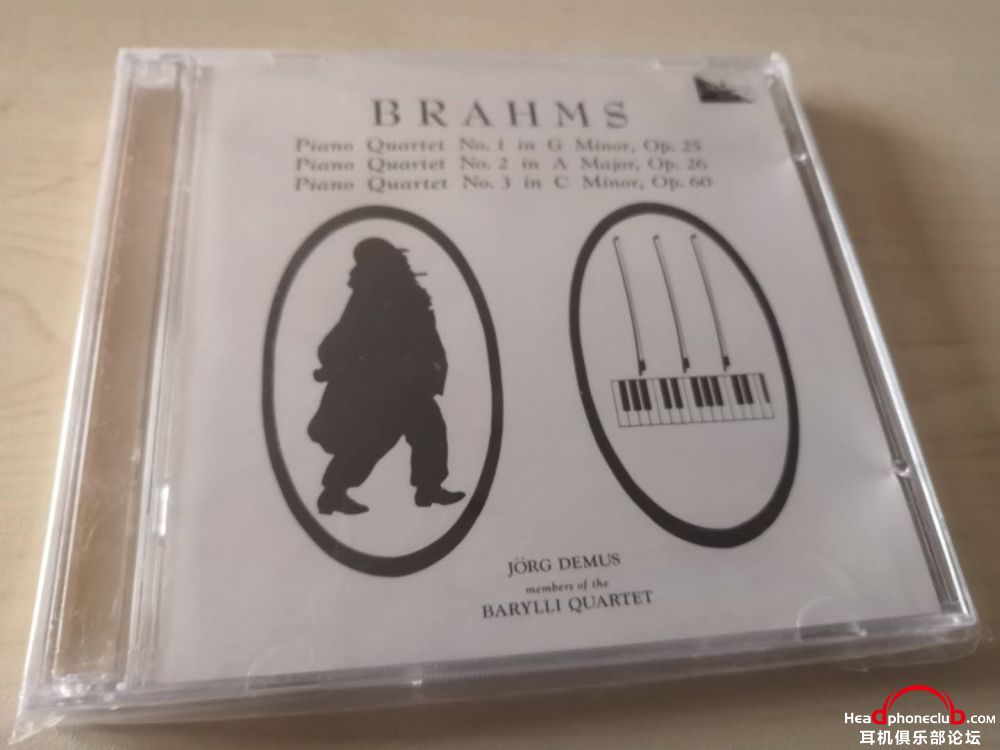 BRAHMS
Piano Quartet No. 1 in G Minor, Op. 25
Piano Quartet No. 2 in A Major, Op. 26
Piano Quartet No. 3 in C Minor, Op. 60
JÖRG DEMUS
members of the
BARYLLI QUARTET
Headphoneclub.COM
耳机俱乐部论坛